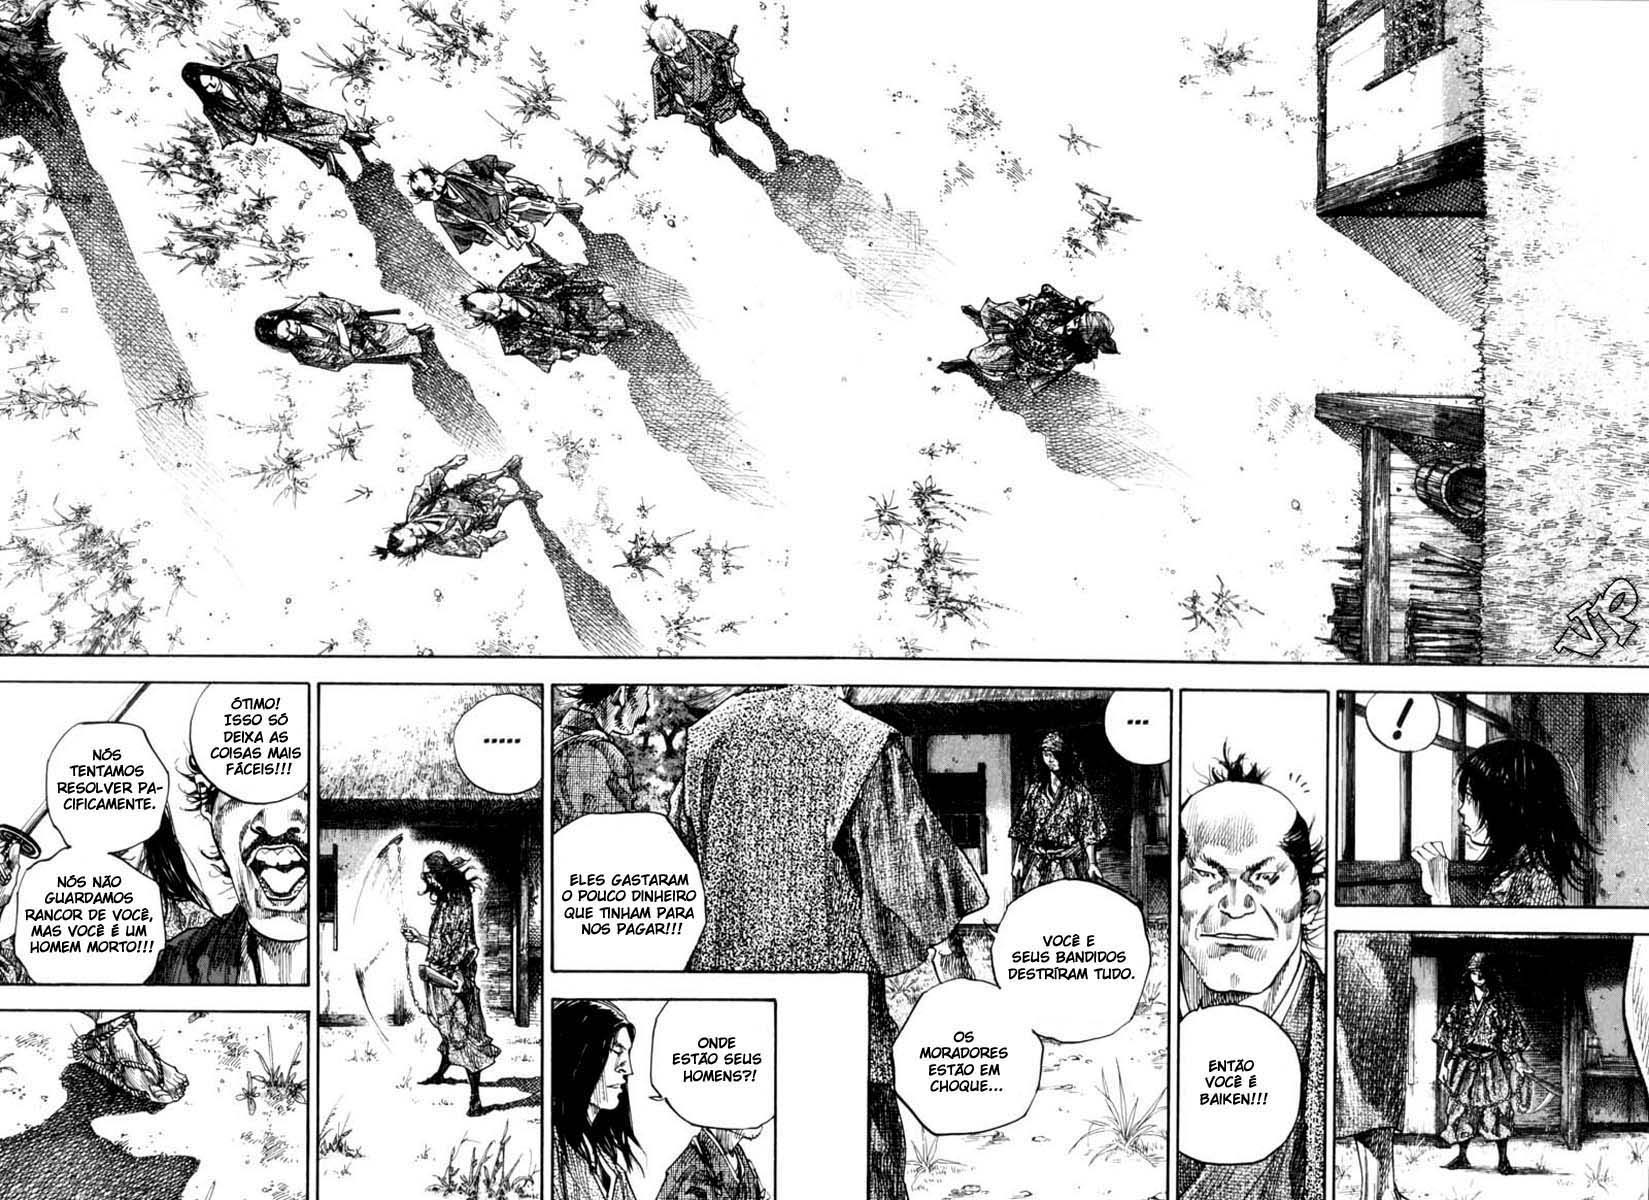 !
ENTÃO
VOCÊ É
BAIKEN!!!
...
VOCÊ E
SEUS BANDIDOS
DESTRÍRAM TUDO.
OS
MORADORES
ESTÃO EM
CHOQUE...
ELES GASTARAM
O POUCO DINHEIRO
QUE TINHAM PARA
NOS PAGAR!!!
ONDE
ESTÃO SEUS
HOMENS?!
.....
ÓTIMO!
ISSO SÓ
DEIXA AS
COISAS MAIS
FÁCEIS!!!
NÓS
TENTAMOS
RESOLVER PA-
CIFICAMENTE.
NÓS NÃO
GUARDAMOS
RANCOR DE VOCÊ,
MAS VOCÊ É UM
HOMEM MORTO!!!
VP